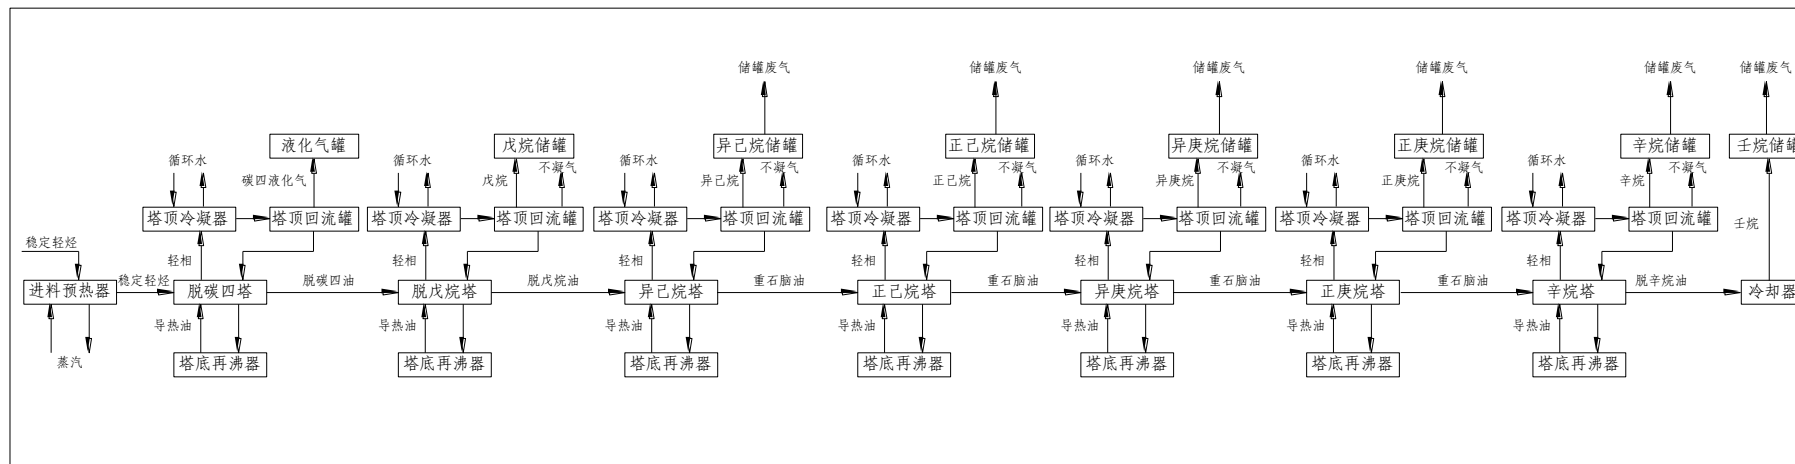 储罐废气 储罐废气 储罐废气 储罐废气 储罐废气 储罐废气
液化气罐 戊烷储罐 异己烷储罐 正己烷储罐 异庚烷储罐 正庚烷储罐 辛烷储罐 壬烷储罐
循环水 循环水 不凝气 循环水 不凝气 循环水 不凝气 循环水 不凝气 循环水 不凝气 循环水 不凝气
碳四液化气 戊烷 异己烷 正己烷 异庚烷 正庚烷 辛烷
塔顶冷凝器 塔顶回流罐 塔顶冷凝器 塔顶回流罐 塔顶冷凝器 塔顶回流罐 塔顶冷凝器 塔顶回流罐 塔顶冷凝器 塔顶回流罐 塔顶冷凝器 塔顶回流罐 塔顶冷凝器 塔顶回流罐 壬烷
稳定轻烃
轻相 轻相 轻相 轻相 轻相 轻相 轻相
稳定轻烃 脱碳四油 脱戊烷油 重石脑油 重石脑油 重石脑油 重石脑油 脱辛烷油
进料预热器 脱碳四塔 脱戊烷塔 异己烷塔 正己烷塔 异庚烷塔 正庚烷塔 辛烷塔 冷却器
导热油 导热油 导热油 导热油 导热油 导热油 导热油
蒸汽 塔底再沸器 塔底再沸器 塔底再沸器 塔底再沸器 塔底再沸器 塔底再沸器 塔底再沸器